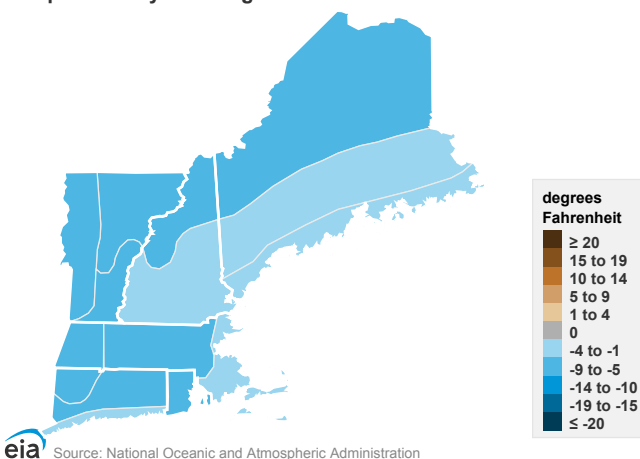 degrees
Fahrenheit
≥ 20
15 to 19
10 to 14
5 to 9
1 to 4
0
-4 to -1
-9 to -5
-14 to -10
-19 to -15
≤ -20
eia Source: National Oceanic and Atmospheric Administration